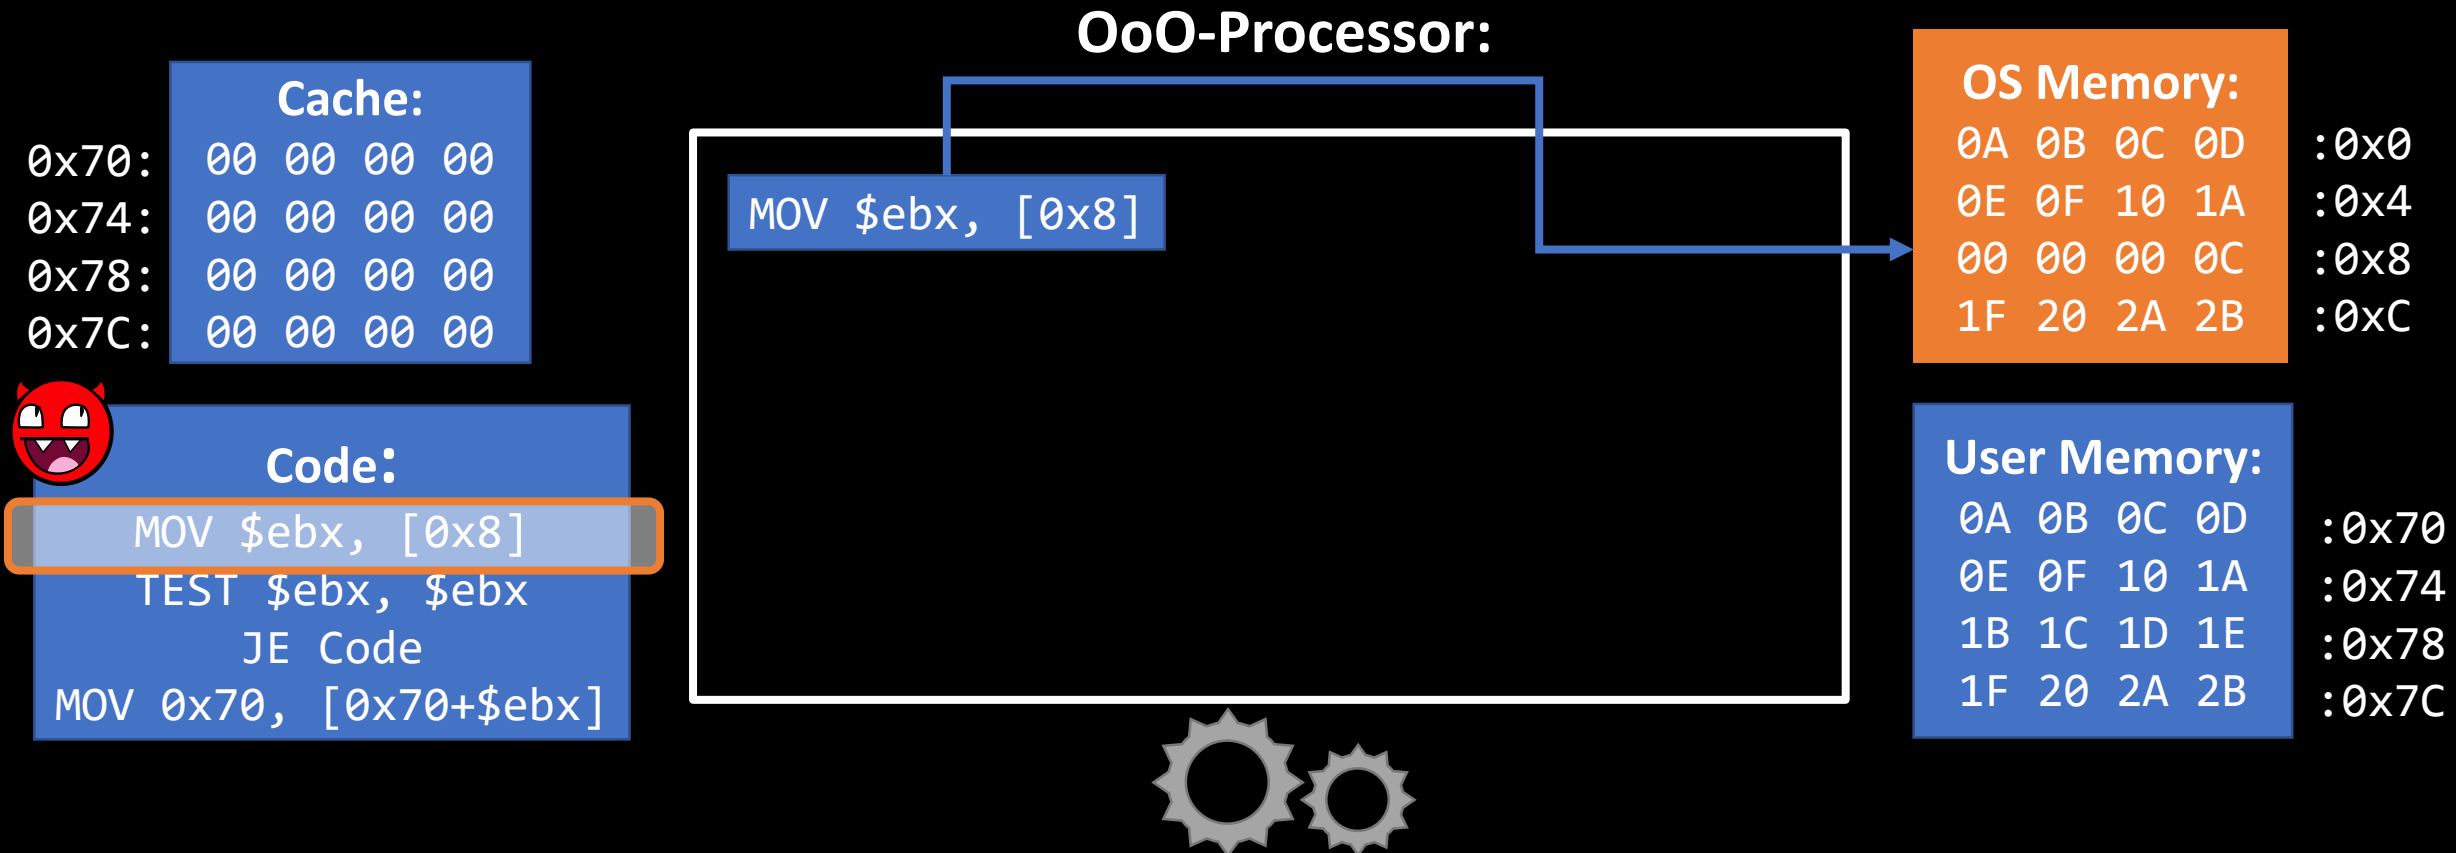 OoO-Processor:
Cache:
0x70: 00 00 00 00
0x74: 00 00 00 00
0x78: 00 00 00 00
0x7C: 00 00 00 00
Code:
MOV $ebx, [0x8]
TEST $ebx, $ebx
JE Code
MOV 0x70, [0x70+$ebx]
MOV $ebx, [0x8]
OS Memory:
0A 0B 0C 0D :0x0
0E 0F 10 1A :0x4
00 00 00 0C :0x8
1F 20 2A 2B :0xC
User Memory:
0A 0B 0C 0D :0x70
0E 0F 10 1A :0x74
1B 1C 1D 1E :0x78
1F 20 2A 2B :0x7C